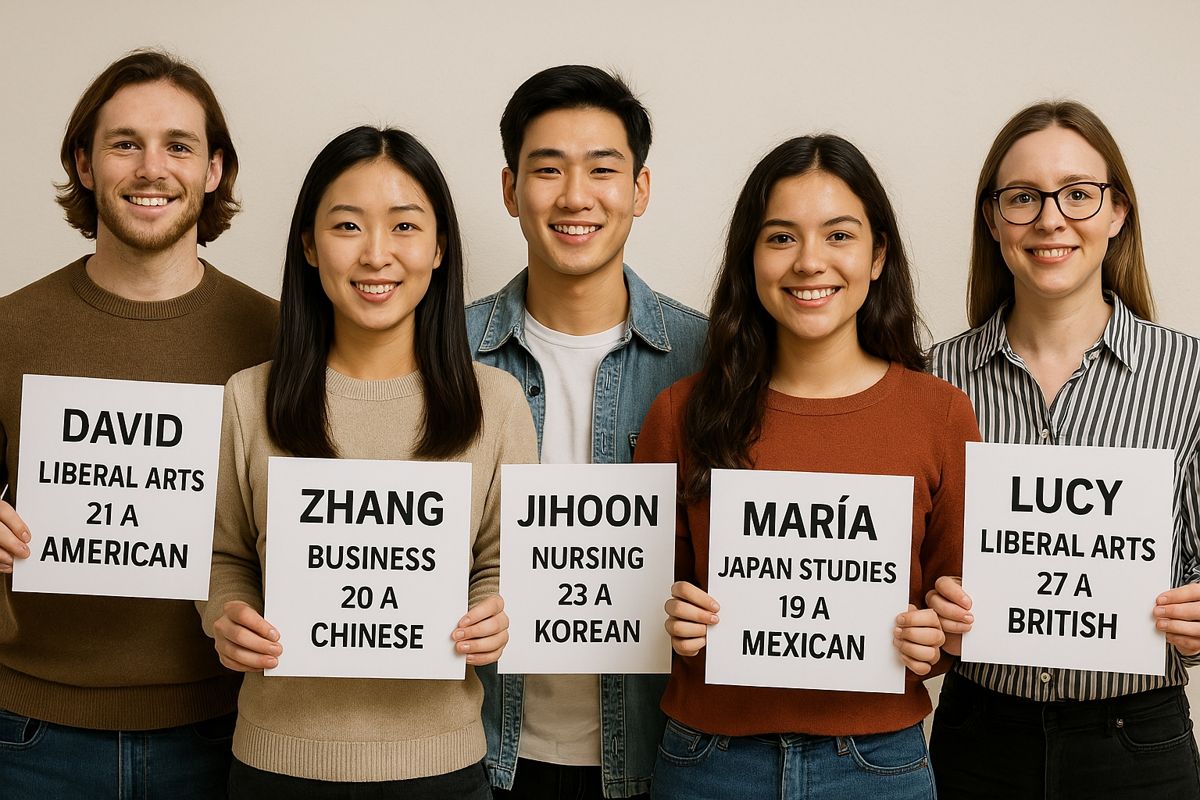 DAVID
LIBERAL ARTS
21 A
AMERICAN
ZHANG
BUSINESS
20 A
CHINESE
JIHOON
NURSING
23 A
KOREAN
MARÍA
JAPAN STUDIES
19 A
MEXICAN
LUCY
LIBERAL ARTS
27 A
BRITISH